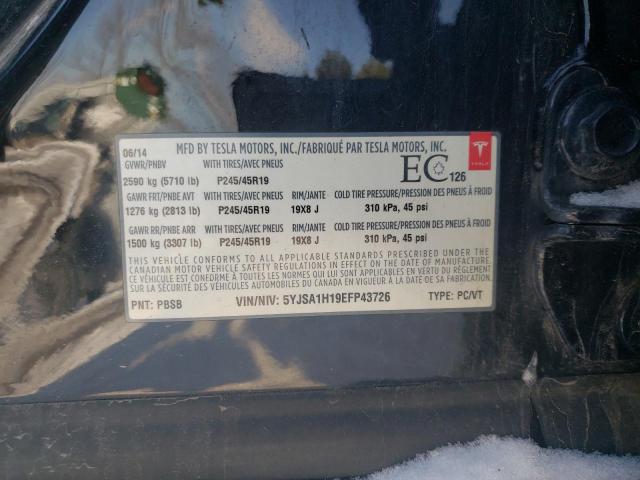 06/14 MFD BY TESLA MOTORS, INC./FABRIQUÉ PAR TESLA MOTORS, INC.
GVWR/PNBV WITH TIRES/AVEC PNEUS
EC 126
TESLA
2590 kg (5710 lb) P245/45R19
GAWR FRT/PNBE AVT WITH TIRES/AVEC PNEUS RIM/JANTE COLD TIRE PRESSURE/PRESSION DES PNEUS À FROID
1276 kg (2813 lb) P245/45R19 19X8 J 310 kPa, 45 psi
GAWR RR/PNBE ARR WITH TIRES/AVEC PNEUS RIM/JANTE COLD TIRE PRESSURE/PRESSION DES PNEUS À FROID
1500 kg (3307 lb) P245/45R19 19X8 J 310 kPa, 45 psi
THIS VEHICLE CONFORMS TO ALL APPLICABLE STANDARDS PRESCRIBED UNDER THE
CANADIAN MOTOR VEHICLE SAFETY REGULATIONS IN EFFECT ON THE DATE OF MANUFACTURE
CE VÉHICULE EST CONFORME À TOUTES LES NORMES QUI LUI SONT APPLICABLES EN VERTU DU RÈGLEMENT
SUR LA SÉCURITÉ DES VÉHICULES AUTOMOBILES DU CANADA EN VIGUEUR À LA DATE DE SA FABRICATION
PNT: PBSB VIN/NIV: 5YJSA1H19EFP43726 TYPE: PC/VT